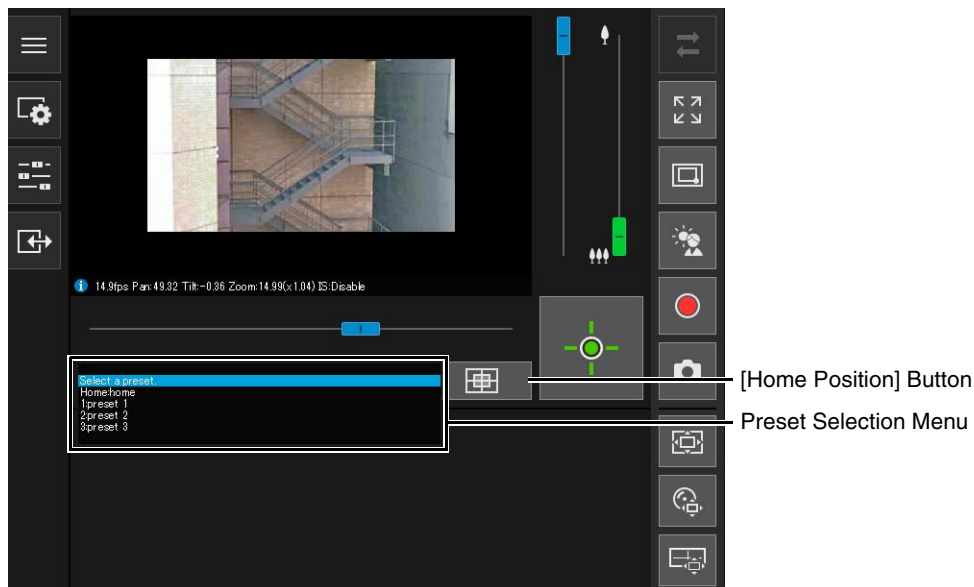 14.9fps Pan:49.32 Tilt:-0.36 Zoom:14.99(x1.04) IS:Disable
Select a preset.
Home:home
1:preset 1
2:preset 2
3:preset 3
[Home Position] Button
Preset Selection Menu